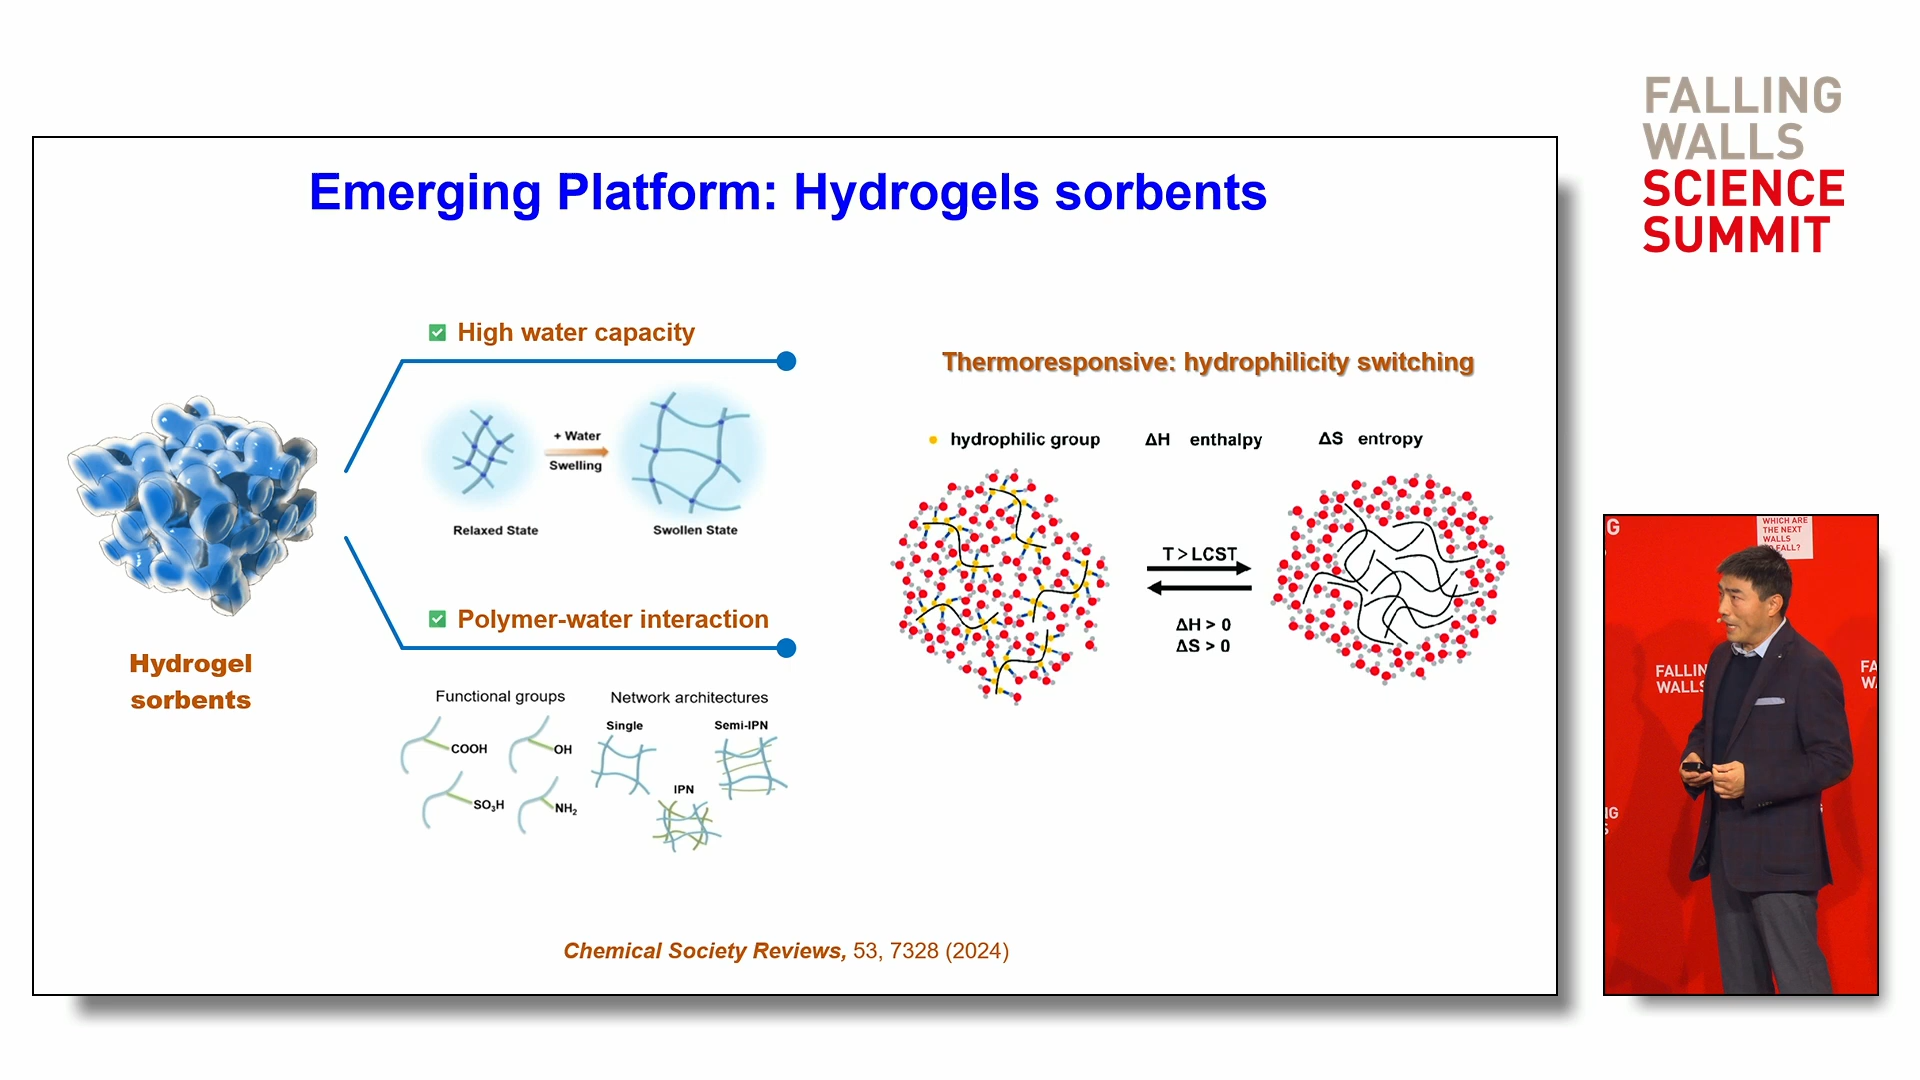 FALLING
WALLS
SCIENCE
SUMMIT
Emerging Platform: Hydrogels sorbents
High water capacity
+ Water
Swelling
Relaxed State
Swollen State
Hydrogel
sorbents
Polymer-water interaction
Functional groups
COOH
OH
SO3H
NH2
Network architectures
Single
Semi-IPN
IPN
Thermoresponsive: hydrophilicity switching
hydrophilic group
ΔH enthalpy
ΔS entropy
T > LCST
ΔH > 0
ΔS > 0
Chemical Society Reviews, 53, 7328 (2024)
G
WHICH ARE
THE NEXT
WALLS
FALL?
FALLIN
WALLS
FA